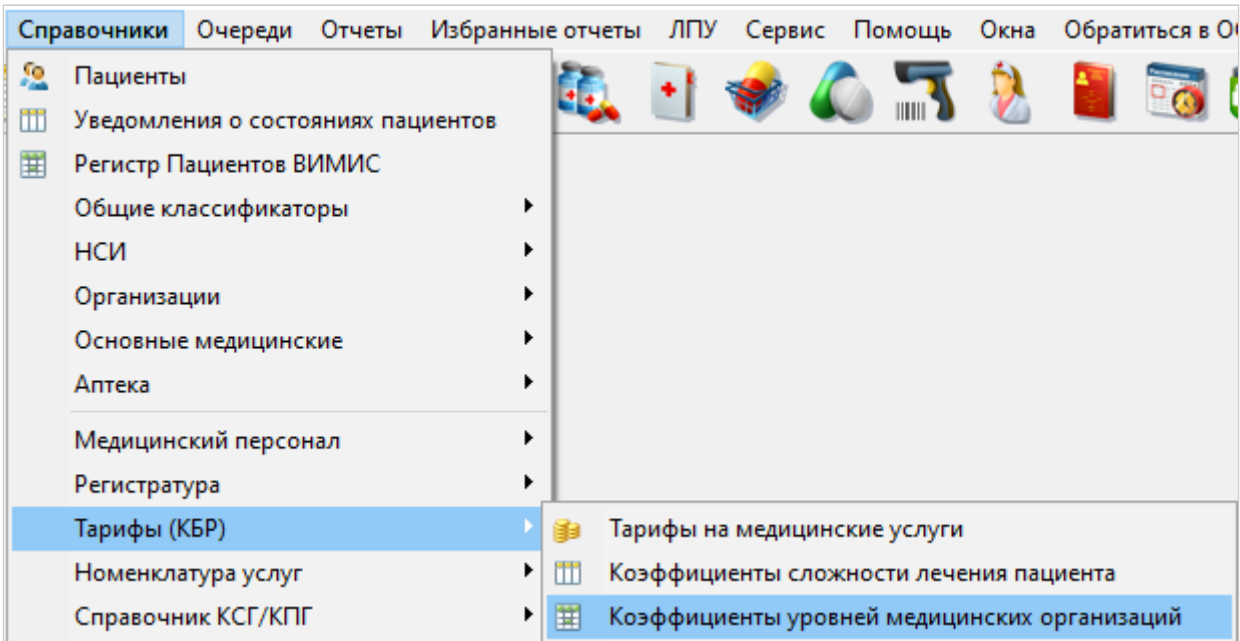 Справочники Очереди Отчеты Избранные отчеты ЛПУ Сервис Помощь Окна Обратиться в
Пациенты
Уведомления о состояниях пациентов
Регистр Пациентов ВИМИС
Общие классификаторы
НСИ
Организации
Основные медицинские
Аптека
Медицинский персонал
Регистратура
Тарифы (КБР)
Тарифы на медицинские услуги
Номенклатура услуг
Коэффициенты сложности лечения пациента
Справочник КСГ/КПГ
Коэффициенты уровней медицинских организаций